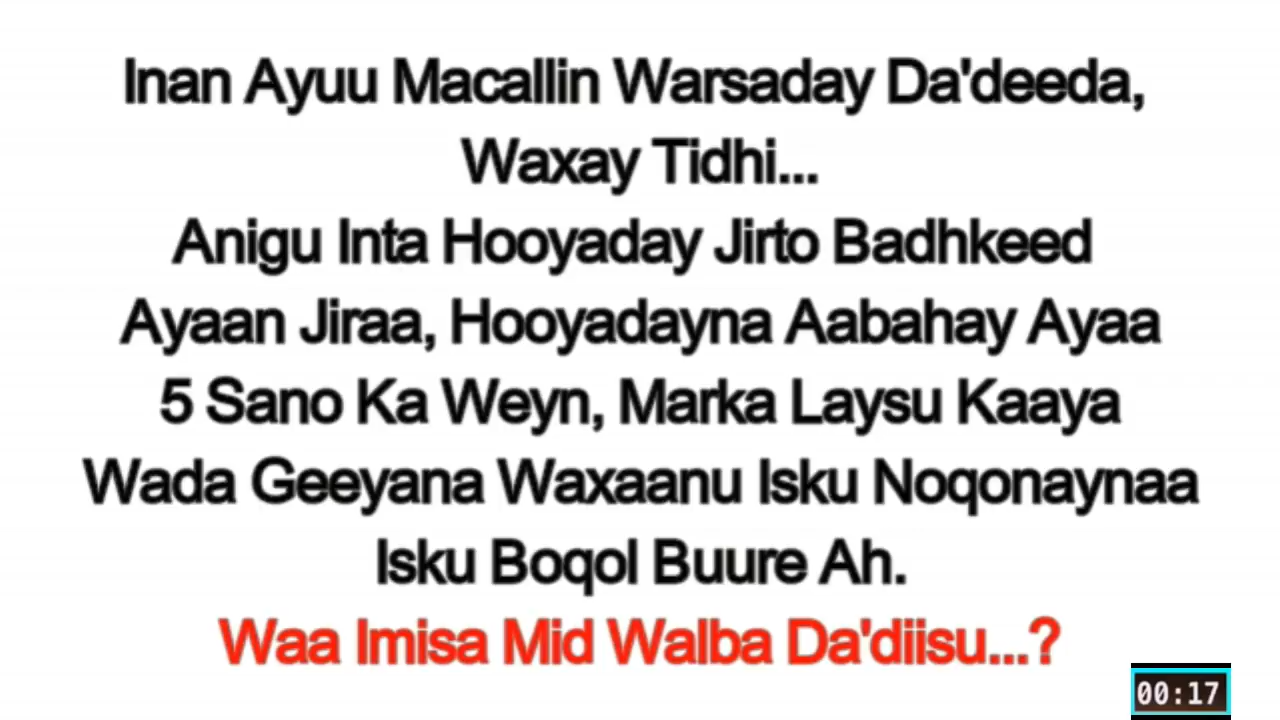 Inan Ayuu Macallin Warsaday Da'deeda,
Waxay Tidhi...
Anigu Inta Hooyaday Jirto Badhkeed
Ayaan Jiraa, Hooyadayna Aabahay Ayaa
5 Sano Ka Weyn, Marka Laysu Kaaya
Wada Geeyana Waxaanu Isku Noqonaynaa
Isku Boqol Buure Ah.
Waa Imisa Mid Walba Da'diisu...?
00:17